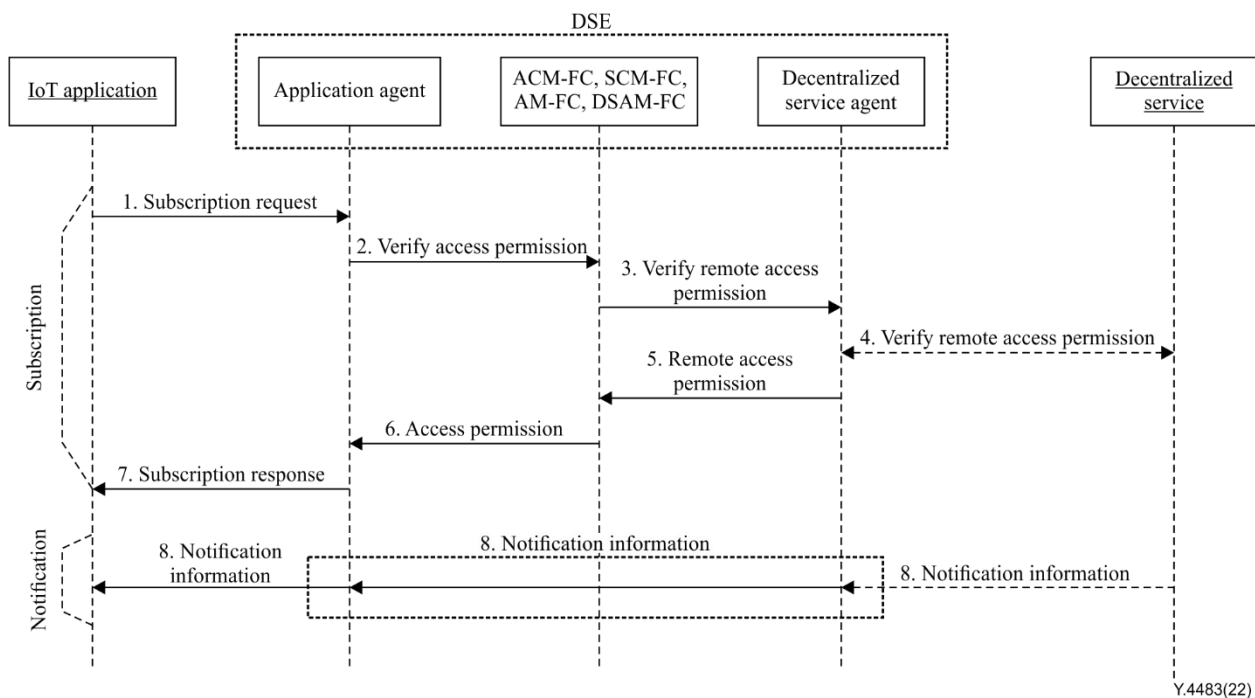 DSE
IoT application
Application agent
ACM-FC, SCM-FC,
AM-FC, DSAM-FC
Decentralized
service agent
Decentralized
service
Subscription
1. Subscription request
2. Verify access permission
3. Verify remote access
permission
4. Verify remote access permission
5. Remote access
permission
6. Access permission
7. Subscription response
Notification
8. Notification
information
8. Notification information
8. Notification information
Y.4483(22)